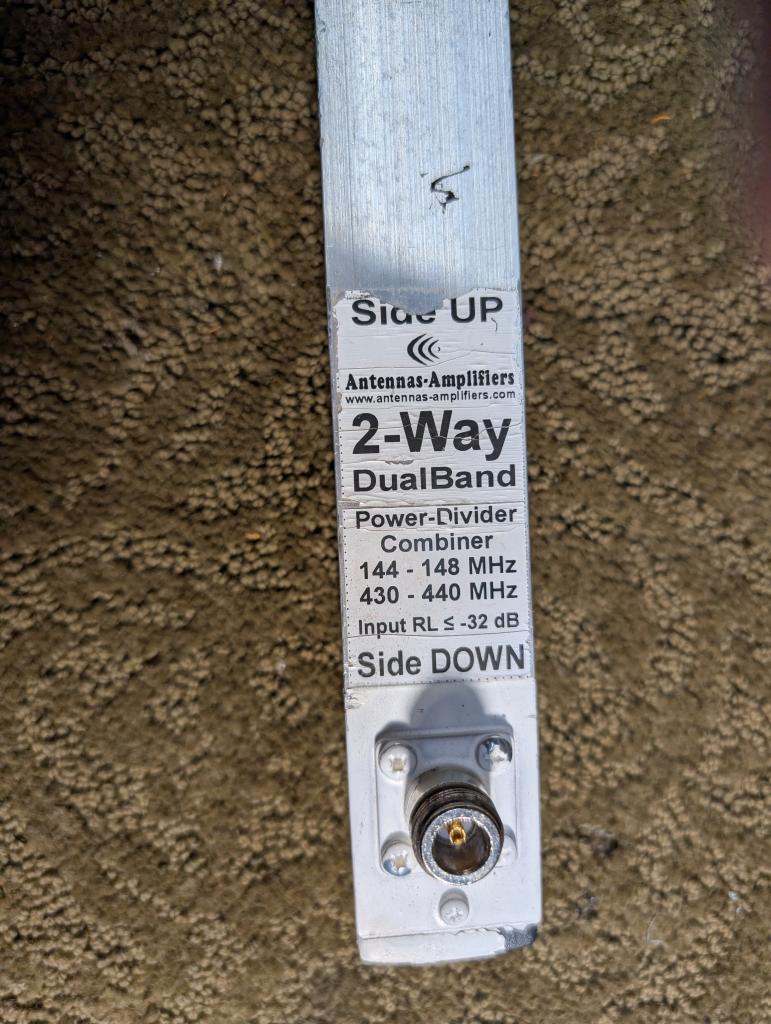 Side UP
Antennas-Amplifiers
www.antennas-amplifiers.com
2-Way
DualBand
Power-Divider
Combiner
144 - 148 MHz
430 - 440 MHz
Input RL ≤ -32 dB
Side DOWN